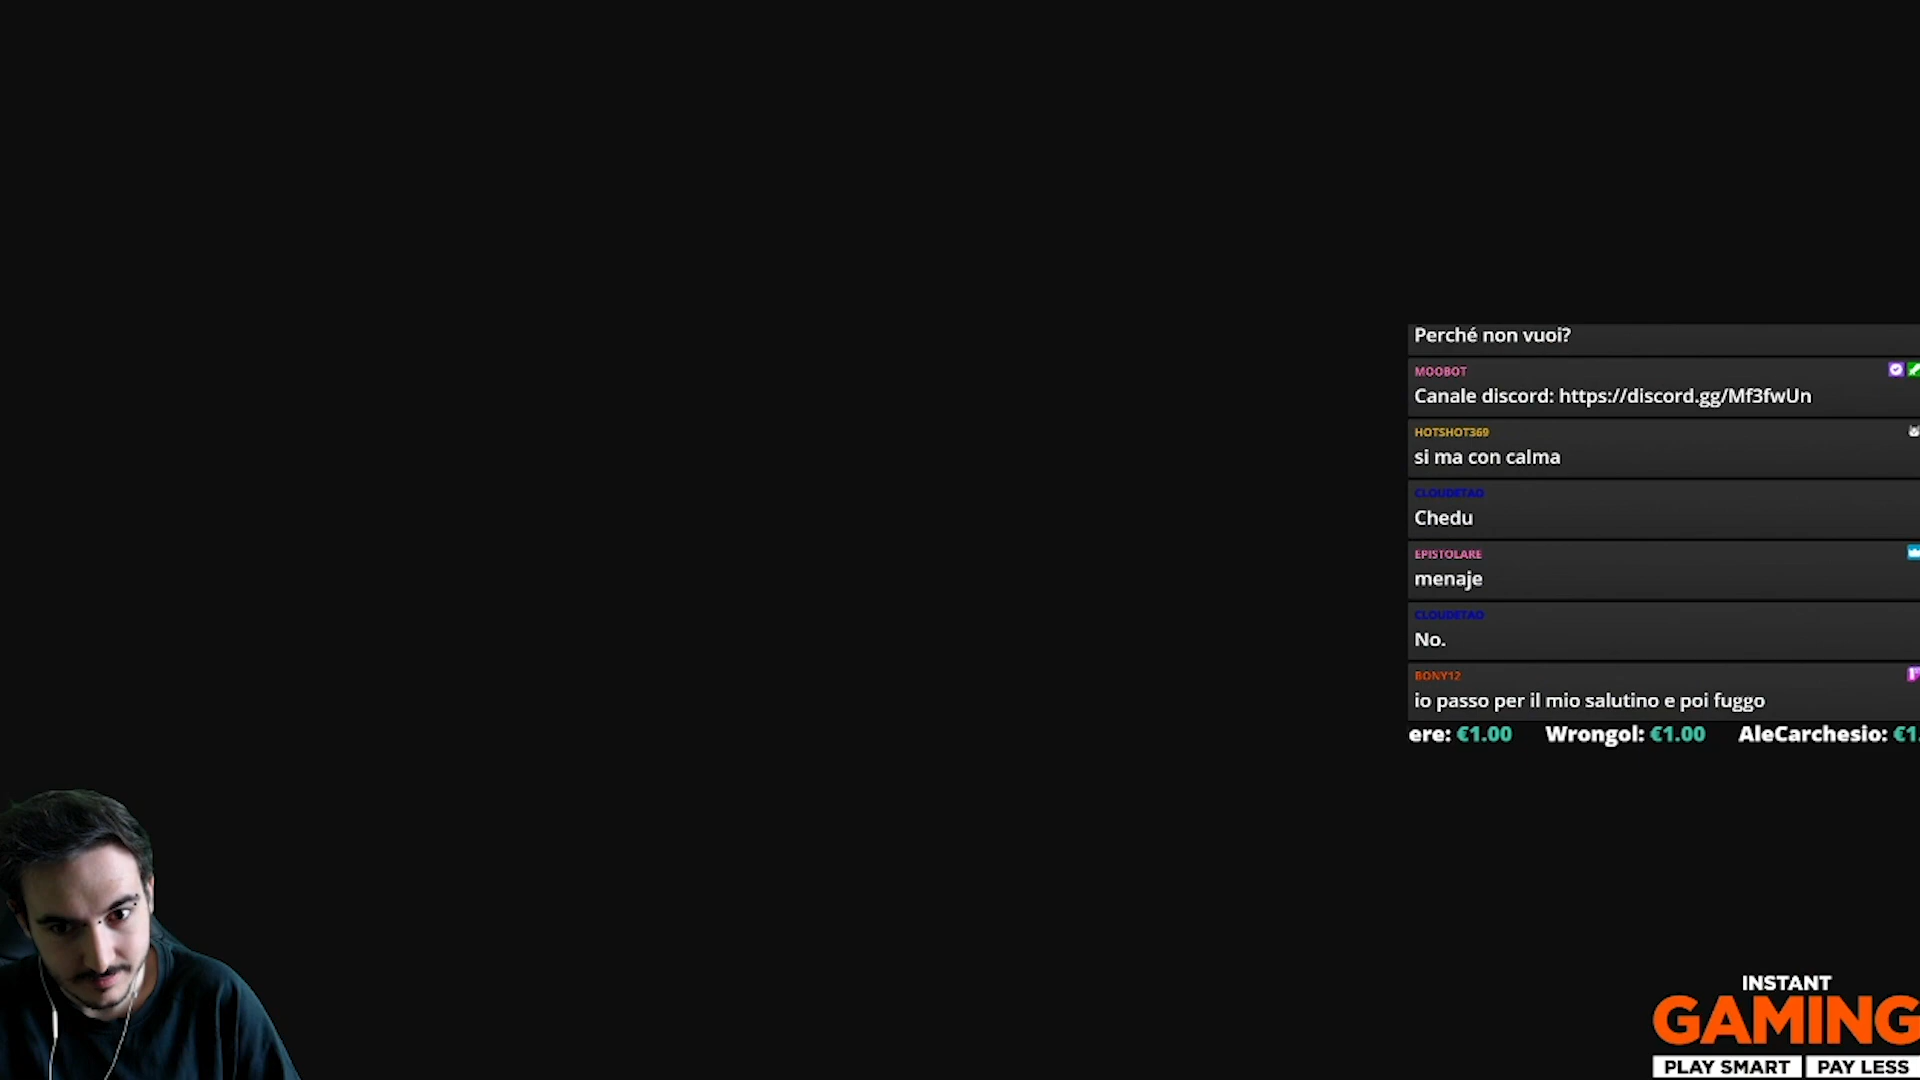 Perché non vuoi?
MOOBOT
Canale discord: https://discord.gg/Mf3fwUn
HOTSHOT369
si ma con calma
CLOUDETAO
Chedu
EPISTOLARE
menaje
CLOUDETAO
No.
BONY12
io passo per il mio salutino e poi fuggo
ere: €1.00 Wrongol: €1.00 AleCarchesio: €1.
INSTANT
GAMING
PLAY SMART PAY LESS